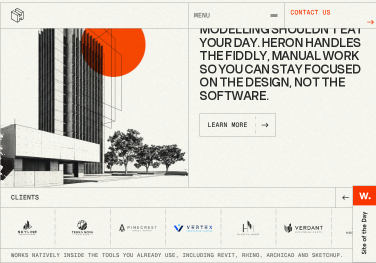 MENU
CONTACT US
MODELLING SHOULDN'T EAT
YOUR DAY. HERON HANDLES
THE FIDDLY, MANUAL WORK
SO YOU CAN STAY FOCUSED
ON THE DESIGN, NOT THE
SOFTWARE.
LEARN MORE
CLIENTS
W.
Site of the Day
SKYLINE
PINECREST
VERTEX
VERDANT
WORKS NATIVELY INSIDE THE TOOLS YOU ALREADY USE, INCLUDING REVIT, RHINO, ARCHICAD AND SKETCHUP.